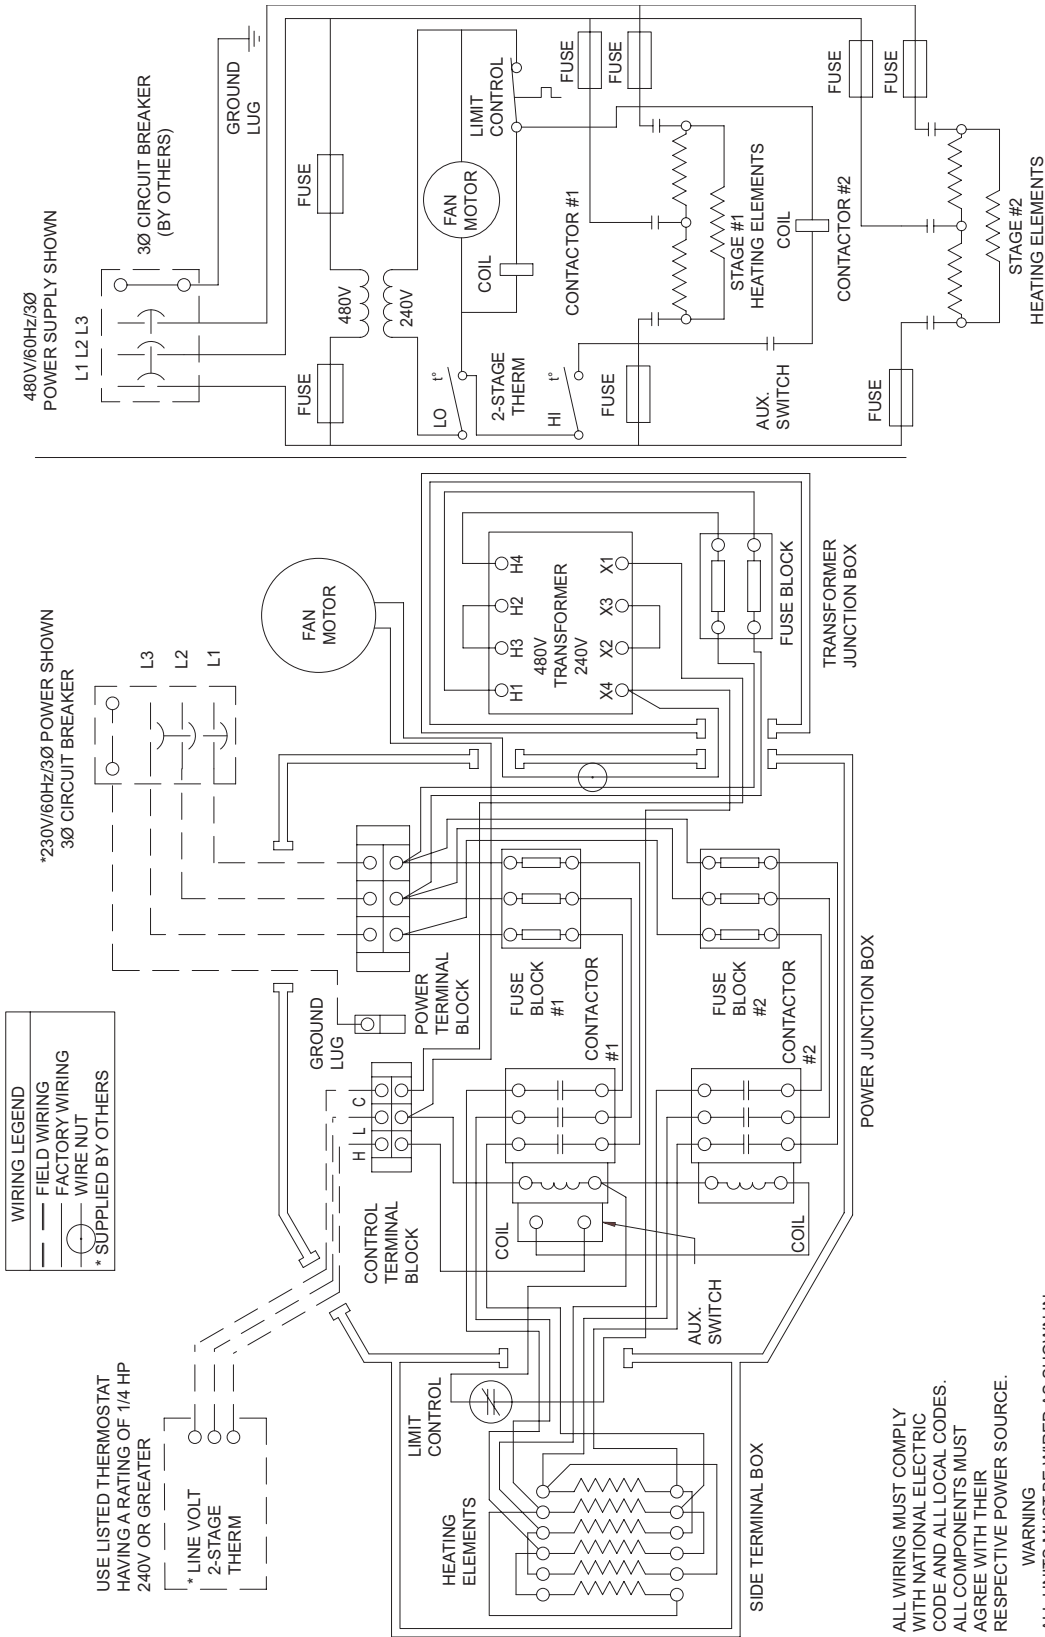 WIRING LEGEND
FIELD WIRING
FACTORY WIRING
WIRE NUT
* SUPPLIED BY OTHERS
USE LISTED THERMOSTAT
HAVING A RATING OF 1/4 HP
240V OR GREATER
* LINE VOLT
2-STAGE
THERM
*230V/60Hz/3Ø POWER SHOWN
3Ø CIRCUIT BREAKER
L3
L2
L1
GROUND
LUG
H L C
CONTROL
TERMINAL
BLOCK
POWER
TERMINAL
BLOCK
FAN
MOTOR
LIMIT
CONTROL
HEATING
ELEMENTS
SIDE TERMINAL BOX
COIL
AUX.
SWITCH
COIL
CONTACTOR
#1
CONTACTOR
#2
FUSE
BLOCK
#1
FUSE
BLOCK
#2
POWER JUNCTION BOX
H1 H3 H2 H4
480V
TRANSFORMER
240V
X4 X2 X3 X1
FUSE BLOCK
TRANSFORMER
JUNCTION BOX
480V/60Hz/3Ø
POWER SUPPLY SHOWN
L1 L2 L3
3Ø CIRCUIT BREAKER
(BY OTHERS)
GROUND
LUG
FUSE
FUSE
480V
240V
FAN
MOTOR
LIMIT
CONTROL
LO
t°
COIL
2-STAGE
THERM
CONTACTOR #1
HI
t°
FUSE
FUSE
FUSE
STAGE #1
HEATING ELEMENTS
AUX.
SWITCH
COIL
CONTACTOR #2
FUSE
FUSE
FUSE
STAGE #2
HEATING ELEMENTS
ALL WIRING MUST COMPLY
WITH NATIONAL ELECTRIC
CODE AND ALL LOCAL CODES.
ALL COMPONENTS MUST
AGREE WITH THEIR
RESPECTIVE POWER SOURCE.
WARNING
ALL UNITS MUST BE WIRED AS SHOWN IN